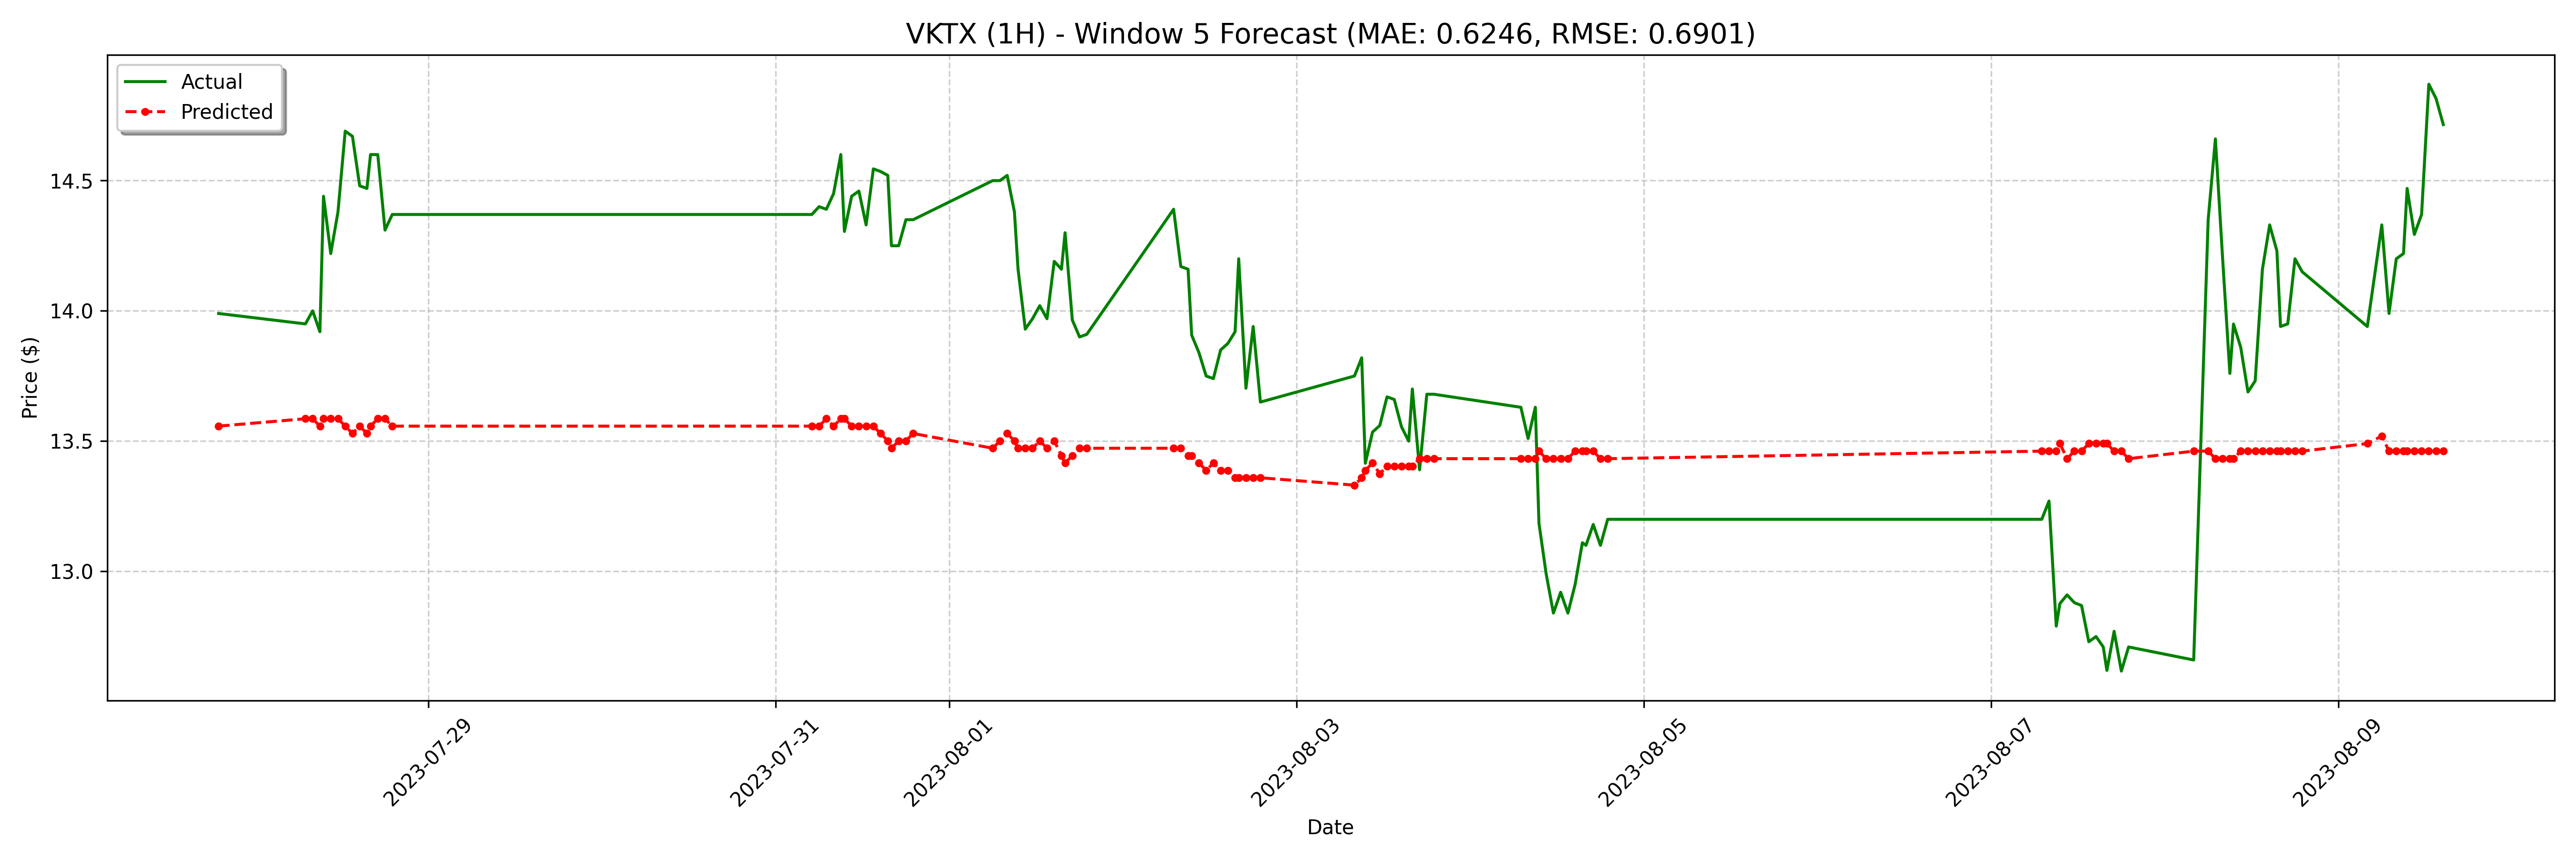 VKTX (1H) - Window 5 Forecast (MAE: 0.6246, RMSE: 0.6901)
Actual
Predicted
Price ($)
14.5
14.0
13.5
13.0
2023-07-29
2023-07-31
2023-08-01
2023-08-03
2023-08-05
2023-08-07
2023-08-09
Date